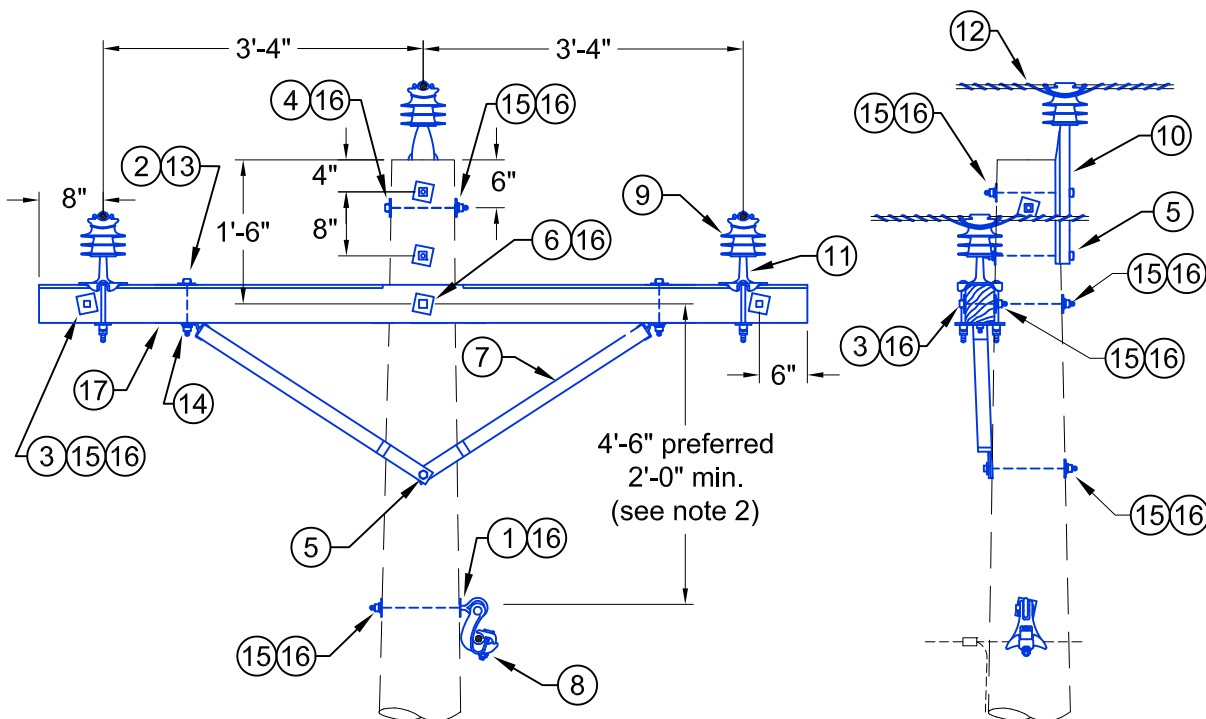 3'-4" 3'-4"
12
4 16 15 16
15 16 10
2 13 4" 6"
8" 9 5
1'-6" 8" 6 16
11 15 16
7
3 16
17 14 6" 15 16
4'-6" preferred
3 15 16 2'-0" min.
(see note 2)
5 1 16 15 16
15 16 8